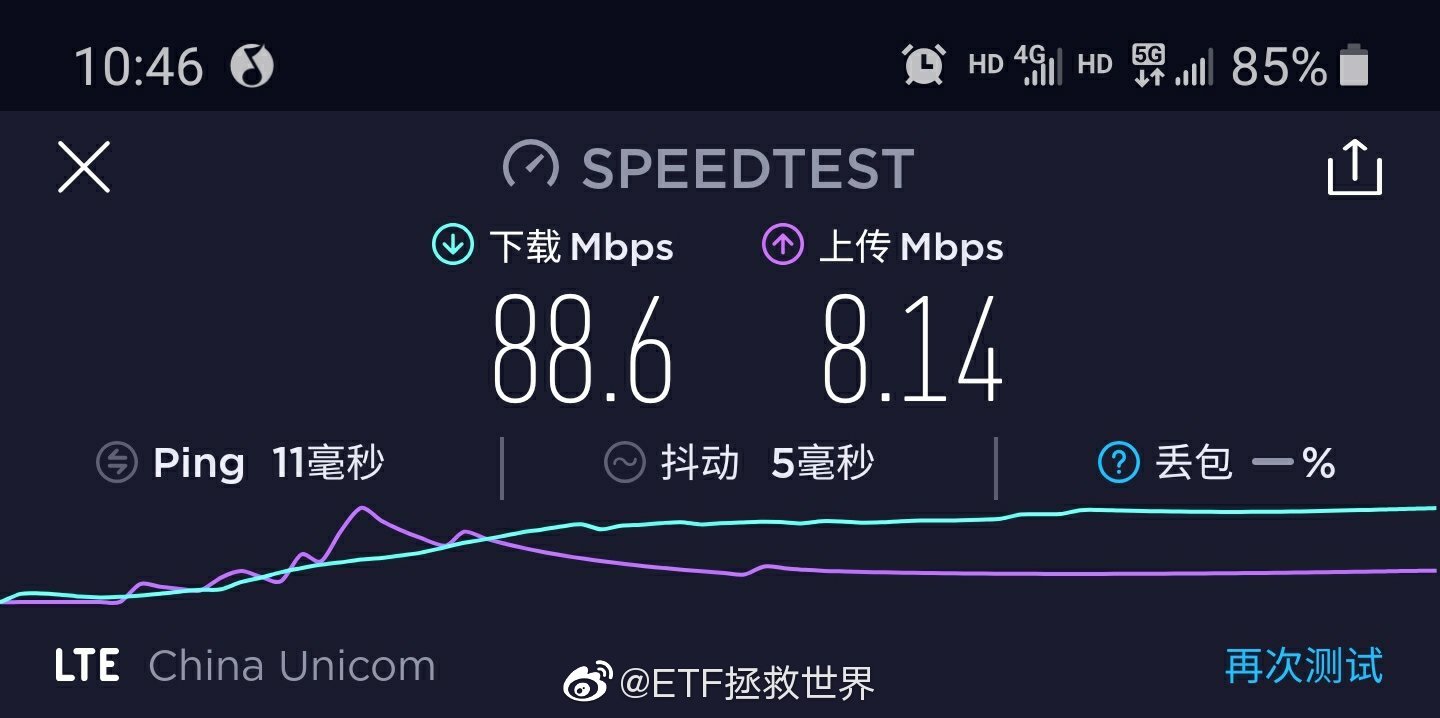 10:46 HD 4G HD 5G 85%
SPEEDTEST
下载 Mbps 上传 Mbps
88.6 8.14
Ping 11毫秒 抖动 5毫秒 丢包 — %
LTE China Unicom @ETF拯救世界 再次测试